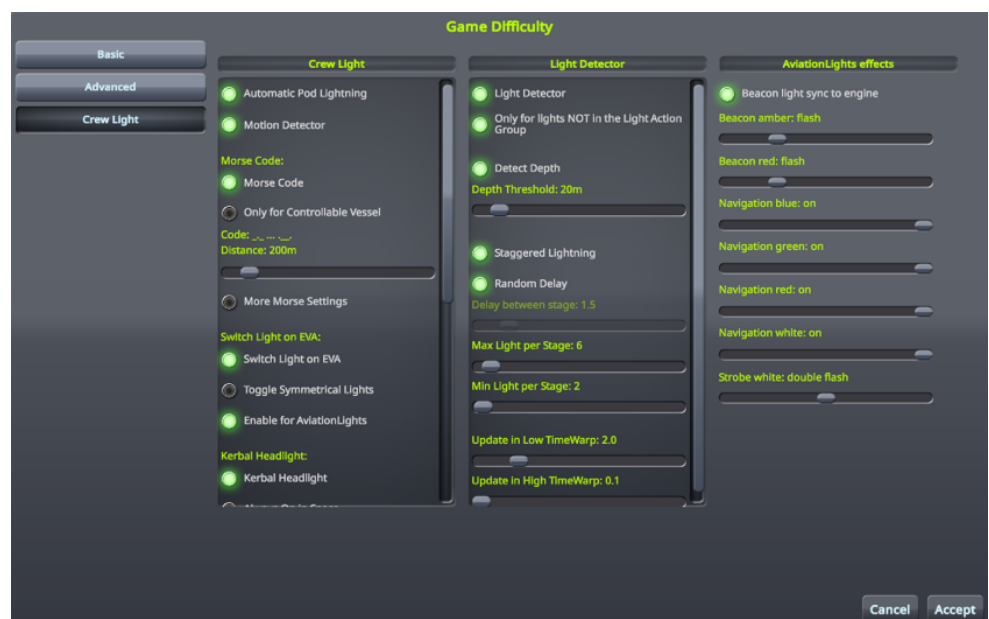 Game Difficulty
Basic
Advanced
Crew Light
Crew Light
Automatic Pod Lightning
Motion Detector
Morse Code:
Morse Code
Only for Controllable Vessel
Distance: 200m
More Morse Settings
Switch Light on EVA:
Switch Light on EVA
Toggle Symmetrical Lights
Enable for AviationLights
Kerbal Headlight:
Kerbal Headlight
Light Detector
Light Detector
Only for lights NOT in the Light Action
Group
Detect Depth
Depth Threshold: 20m
Staggered Lightning
Random Delay
Delay between stage: 1.5
Max Light per Stage: 6
Min Light per Stage: 2
Update in Low TimeWarp: 2.0
Update in High TimeWarp: 0.1
AviationLights effects
Beacon light sync to engine
Beacon amber: flash
Beacon red: flash
Navigation blue: on
Navigation green: on
Navigation red: on
Navigation white: on
Strobe white: double flash
Cancel
Accept